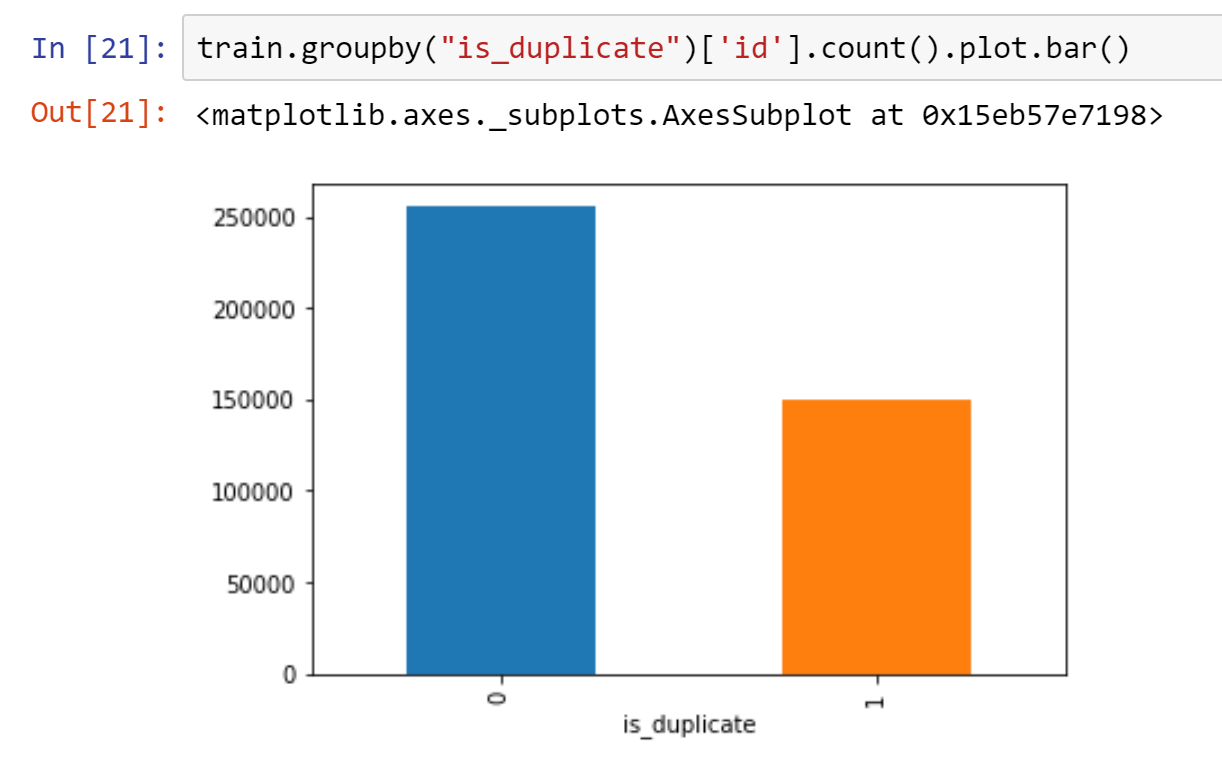 In [21]: train.groupby("is_duplicate")['id'].count().plot.bar()
Out[21]: <matplotlib.axes._subplots.AxesSubplot at 0x15eb57e7198>
250000
200000
150000
100000
50000
0
0 1
is_duplicate